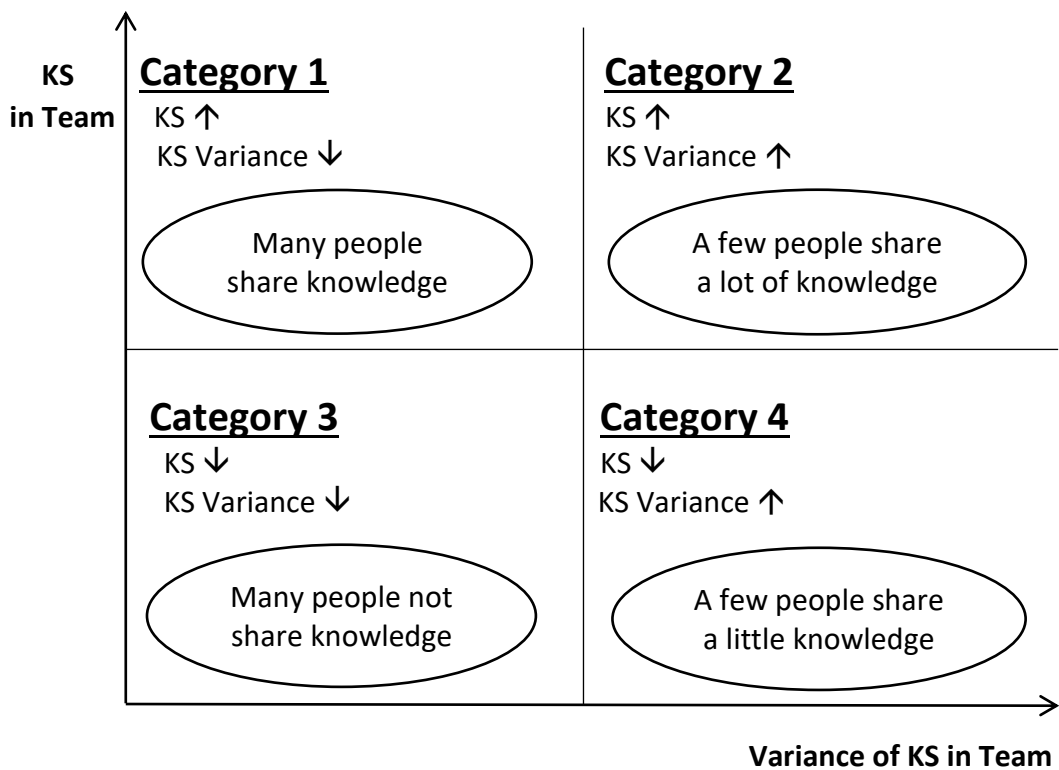 KS
in Team
Category 1
KS ↑
KS Variance ↓
Many people
share knowledge
Category 2
KS ↑
KS Variance ↑
A few people share
a lot of knowledge
Category 3
KS ↓
KS Variance ↓
Many people not
share knowledge
Category 4
KS ↓
KS Variance ↑
A few people share
a little knowledge
Variance of KS in Team